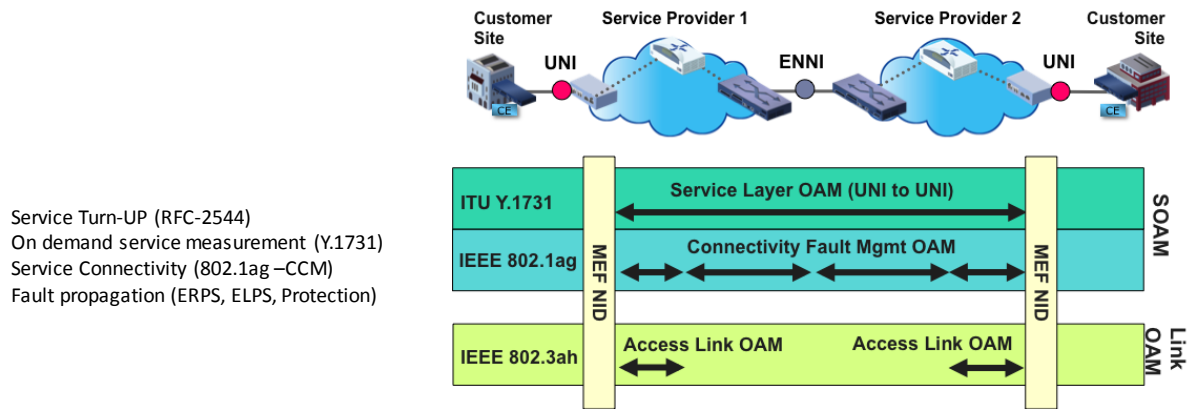 Customer Site
Service Provider 1
Service Provider 2
Customer Site
UNI
ENNI
UNI
CE
CE
Service Turn-UP (RFC-2544)
On demand service measurement (Y.1731)
Service Connectivity (802.1ag –CCM)
Fault propagation (ERPS, ELPS, Protection)
ITU Y.1731
Service Layer OAM (UNI to UNI)
IEEE 802.1ag
Connectivity Fault Mgmt OAM
MEF NID
MEF NID
SOAM
IEEE 802.3ah
Access Link OAM
Access Link OAM
Link
OAM